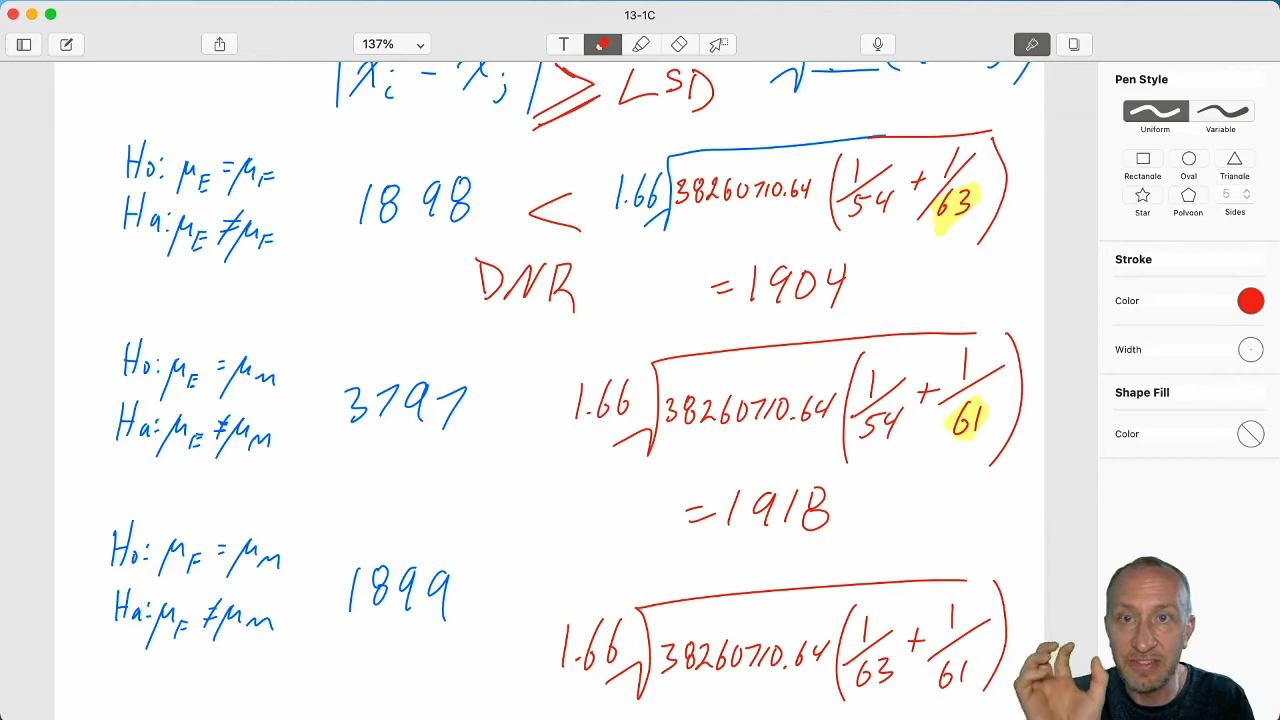 13-1C
137%
T
Pen Style
Uniform
Variable
Rectangle
Oval
Triangle
Star
Polygon
5
Sides
Stroke
Color
Width
Shape Fill
Color
|x̄i - x̄j| ≥ LSD
Ho: μE = μF
Ha: μE ≠ μF
1898 < 1.66 √38260710.64 (1/54 + 1/63)
DNR = 1904
Ho: μE = μM
Ha: μE ≠ μM
3797 1.66 √38260710.64 (1/54 + 1/61)
= 1918
Ho: μF = μM
Ha: μF ≠ μM
1899 1.66 √38260710.64 (1/63 + 1/61)